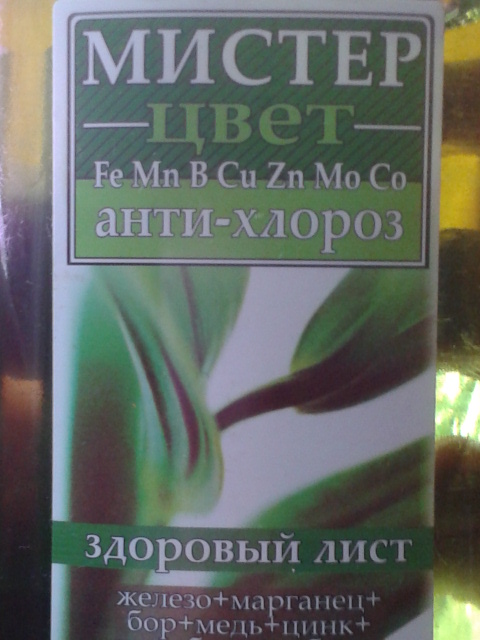 МИСТЕР
цвет
Fe Mn B Cu Zn Mo Co
анти-хлороз
здоровый лист
железо+марганец+
бор+медь+цинк+